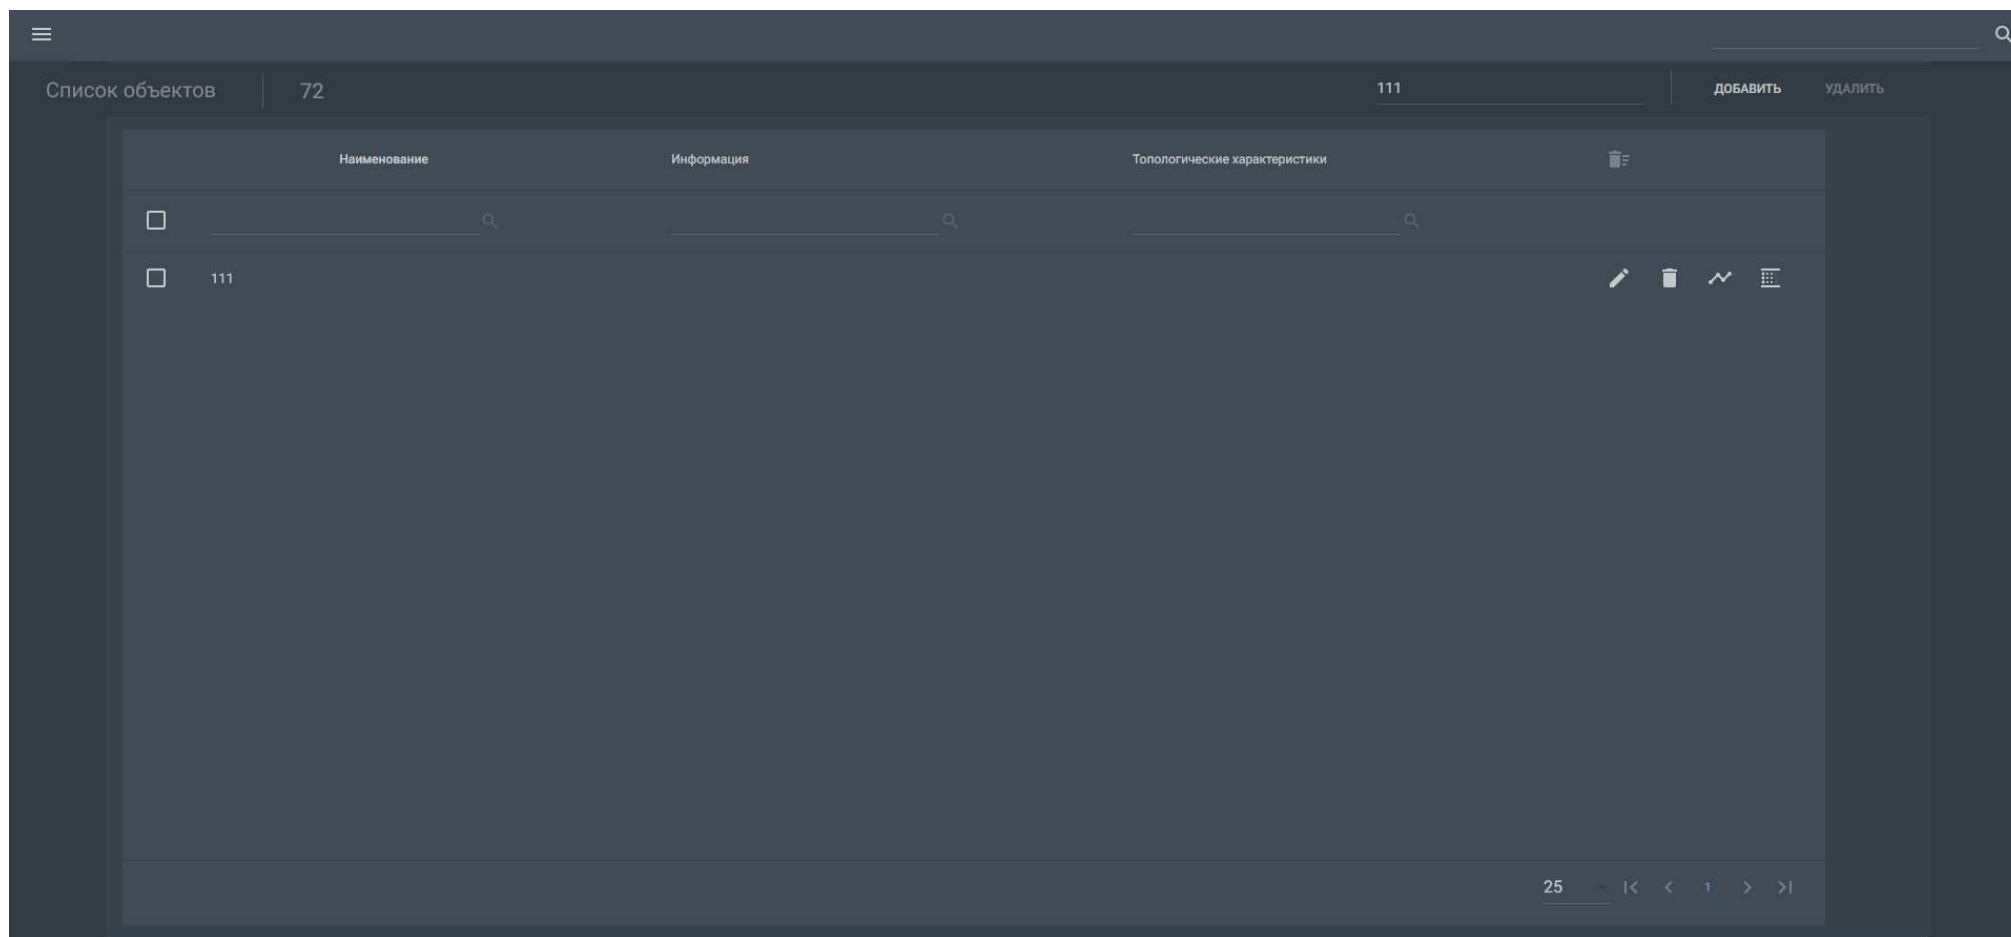 Список объектов 72 111 ДОБАВИТЬ УДАЛИТЬ
Наименование Информация Топологические характеристики
111
25 1